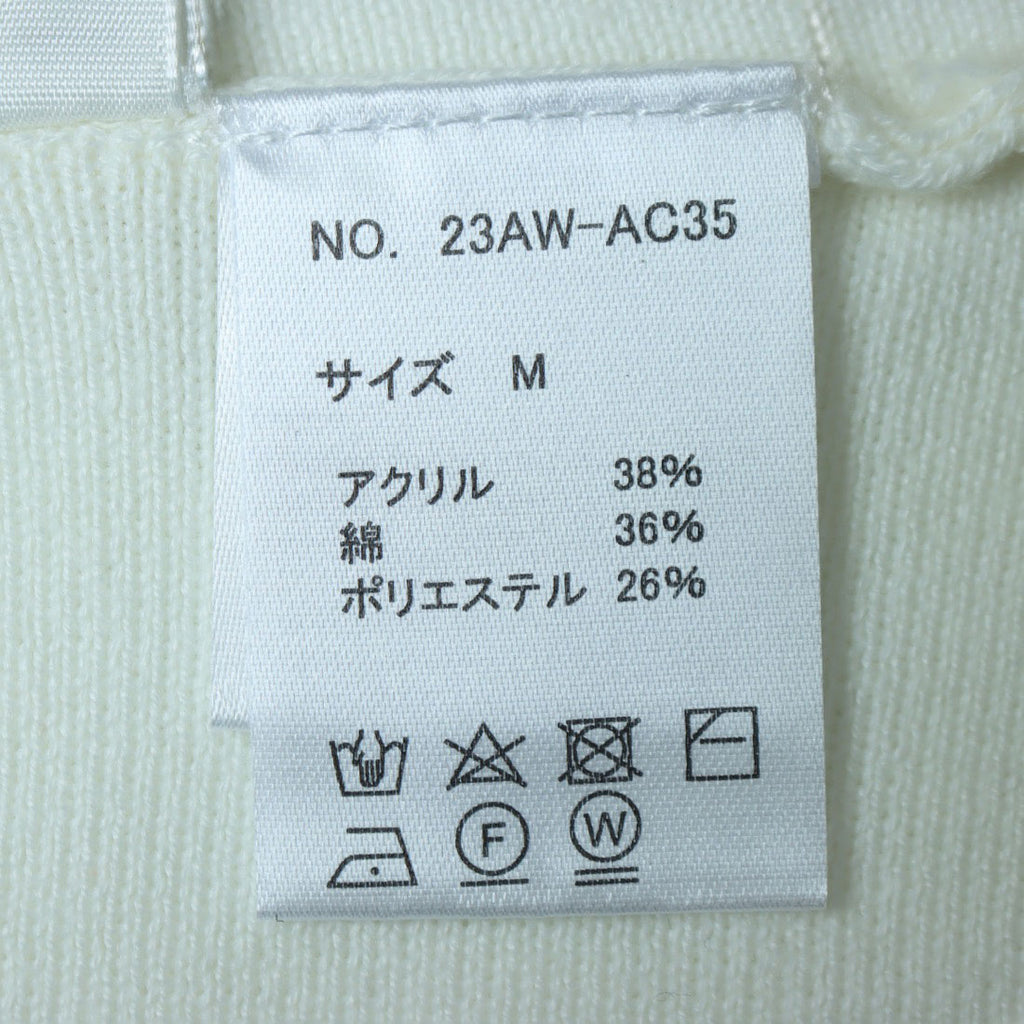 NO. 23AW-AC35
サイズ M
アクリル 38%
綿 36%
ポリエステル 26%
F W